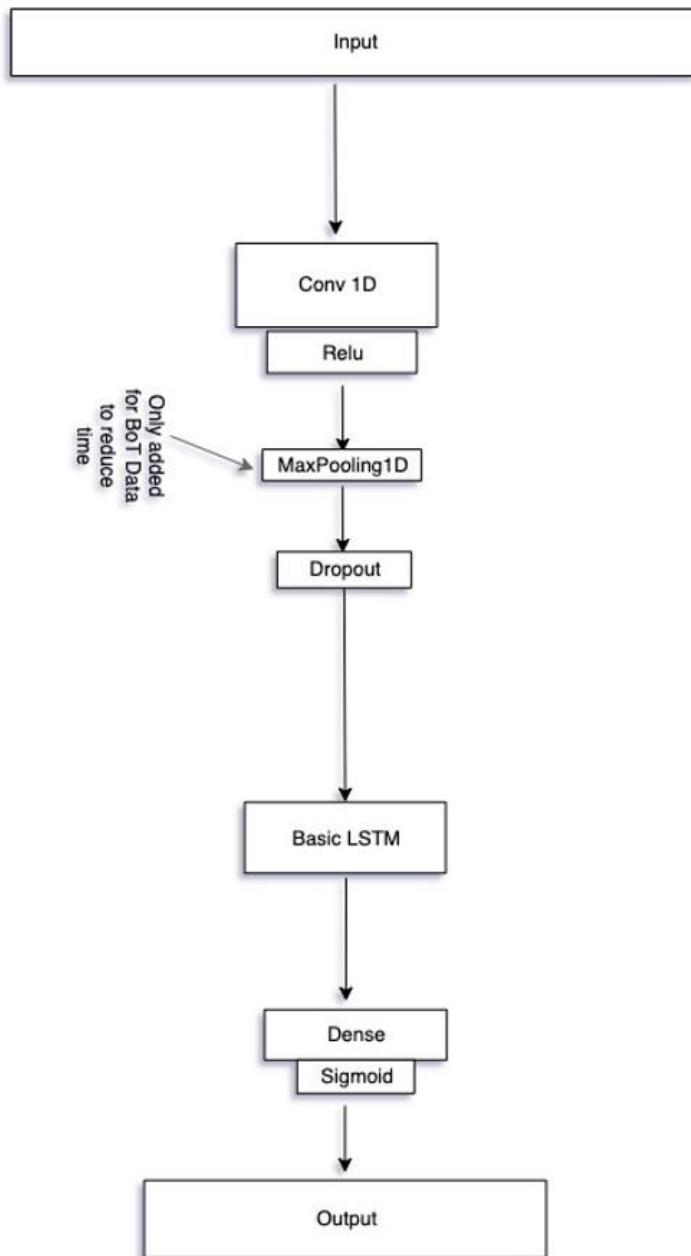 Input
Conv 1D
Relu
Only added
for BoT Data
to reduce
time
MaxPooling1D
Dropout
Basic LSTM
Dense
Sigmoid
Output